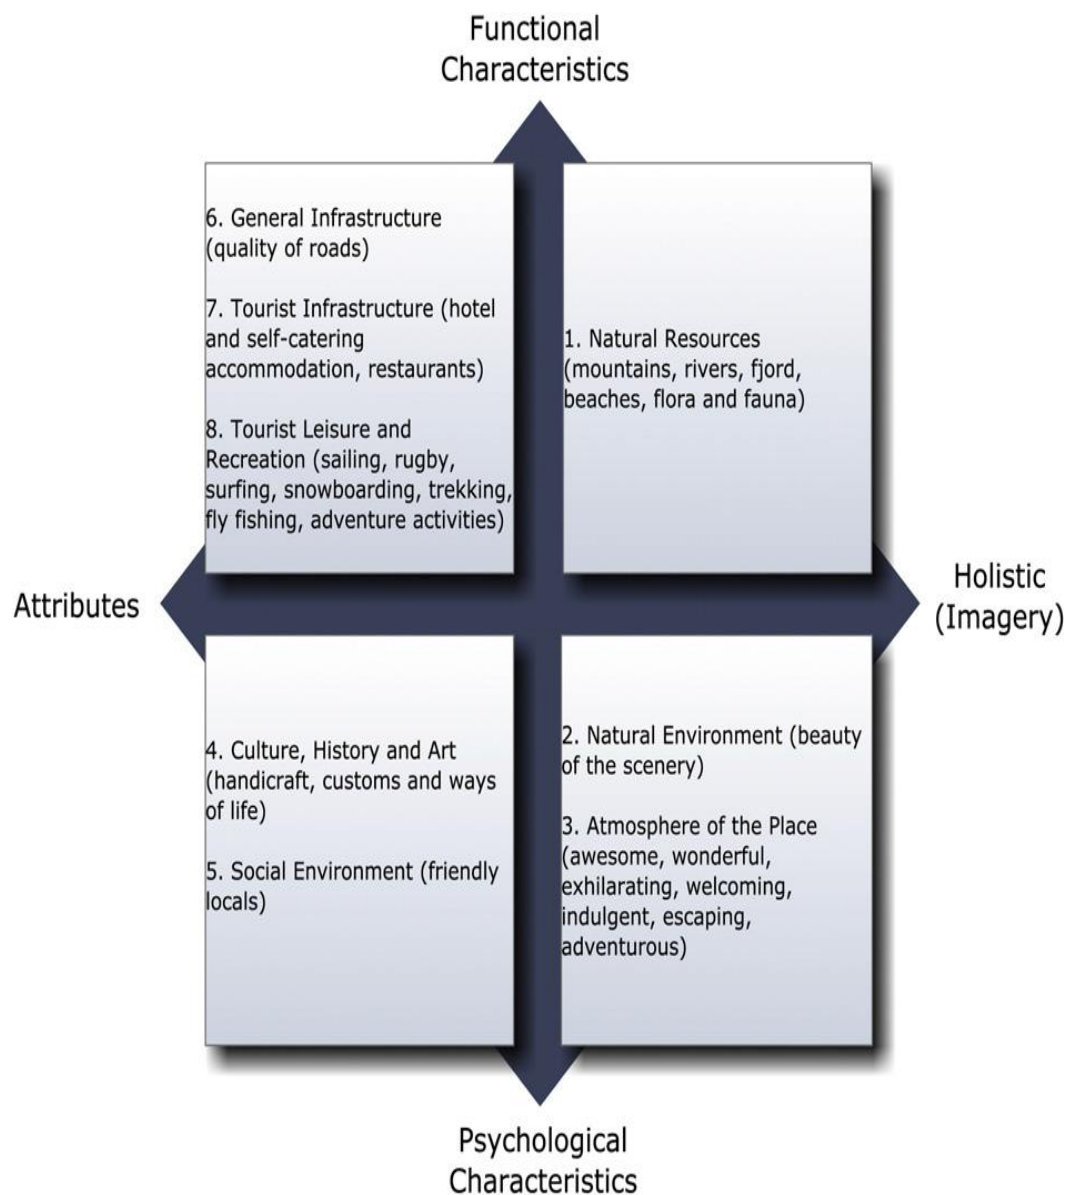 Functional
Characteristics
6. General Infrastructure
(quality of roads)
7. Tourist Infrastructure (hotel
and self-catering
accommodation, restaurants)
8. Tourist Leisure and
Recreation (sailing, rugby,
surfing, snowboarding, trekking,
fly fishing, adventure activities)
1. Natural Resources
(mountains, rivers, fjord,
beaches, flora and fauna)
Attributes
Holistic
(Imagery)
4. Culture, History and Art
(handicraft, customs and ways
of life)
5. Social Environment (friendly
locals)
2. Natural Environment (beauty
of the scenery)
3. Atmosphere of the Place
(awesome, wonderful,
exhilarating, welcoming,
indulgent, escaping,
adventurous)
Psychological
Characteristics